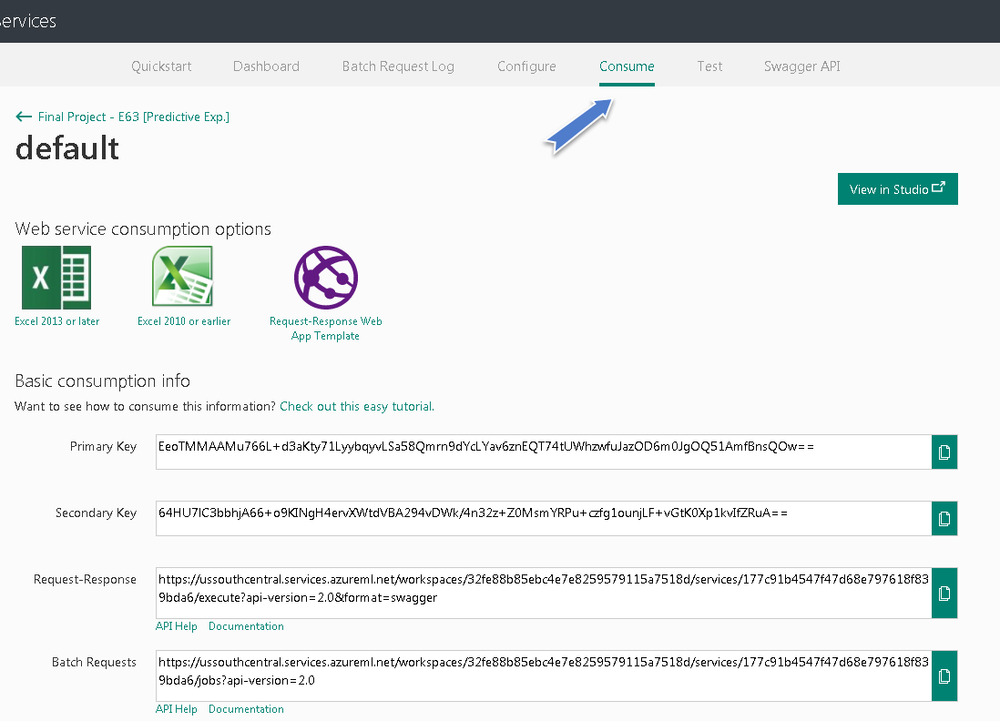 Services
Quickstart Dashboard Batch Request Log Configure Consume Test Swagger API
Final Project - E63 [Predictive Exp.]
default
View in Studio
Web service consumption options
Excel 2013 or later
Excel 2010 or earlier
Request-Response Web
App Template
Basic consumption info
Want to see how to consume this information? Check out this easy tutorial.
Primary Key
EeoTMMAAMu766L+d3aKty71LyybqyvLSa58Qmrn9dYcLYav6znEQT74tUWhzwfuJazOD6m0JgOQ51AmfBnsQOw==
Secondary Key
64HU7IC3bbhjA66+o9KINgH4ervXWtdVBA294vDWk/4n32z+Z0MsmYRPu+czfg1ounjLF+vGtK0Xp1kvIfZRuA==
Request-Response
https://ussouthcentral.services.azureml.net/workspaces/32fe88b85ebc4e7e8259579115a7518d/services/177c91b4547f47d68e797618f83
9bda6/execute?api-version=2.0&format=swagger
API Help Documentation
Batch Requests
https://ussouthcentral.services.azureml.net/workspaces/32fe88b85ebc4e7e8259579115a7518d/services/177c91b4547f47d68e797618f83
9bda6/jobs?api-version=2.0
API Help Documentation